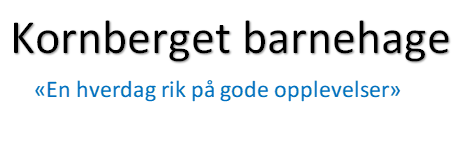 Kornberget barnehage
«En hverdag rik på gode opplevelser»